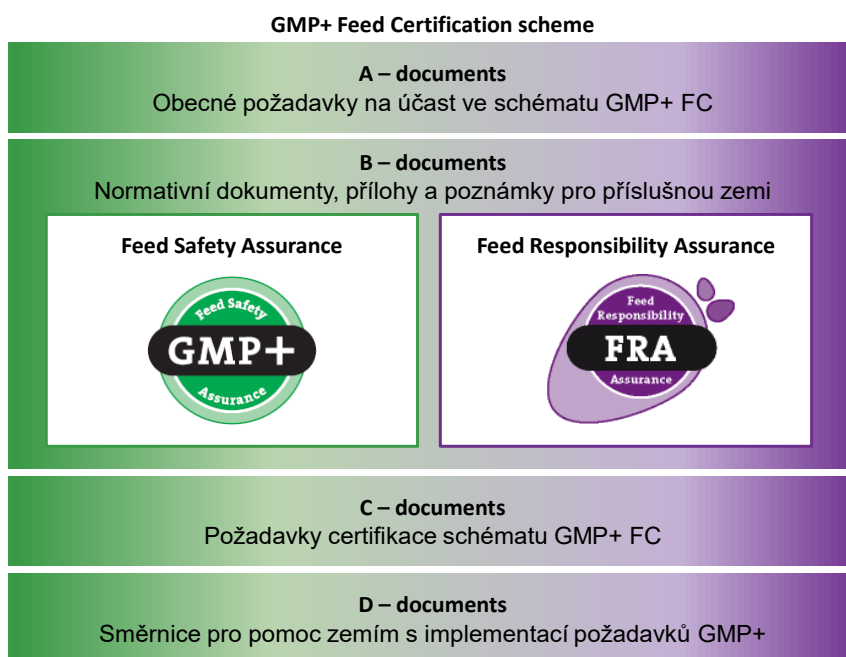 GMP+ Feed Certification scheme
A – documents
Obecné požadavky na účast ve schématu GMP+ FC
B – documents
Normativní dokumenty, přílohy a poznámky pro příslušnou zemi
Feed Safety Assurance
Feed Safety
GMP+
Assurance
Feed Responsibility Assurance
Feed
Responsibility
FRA
Assurance
C – documents
Požadavky certifikace schématu GMP+ FC
D – documents
Směrnice pro pomoc zemím s implementací požadavků GMP+